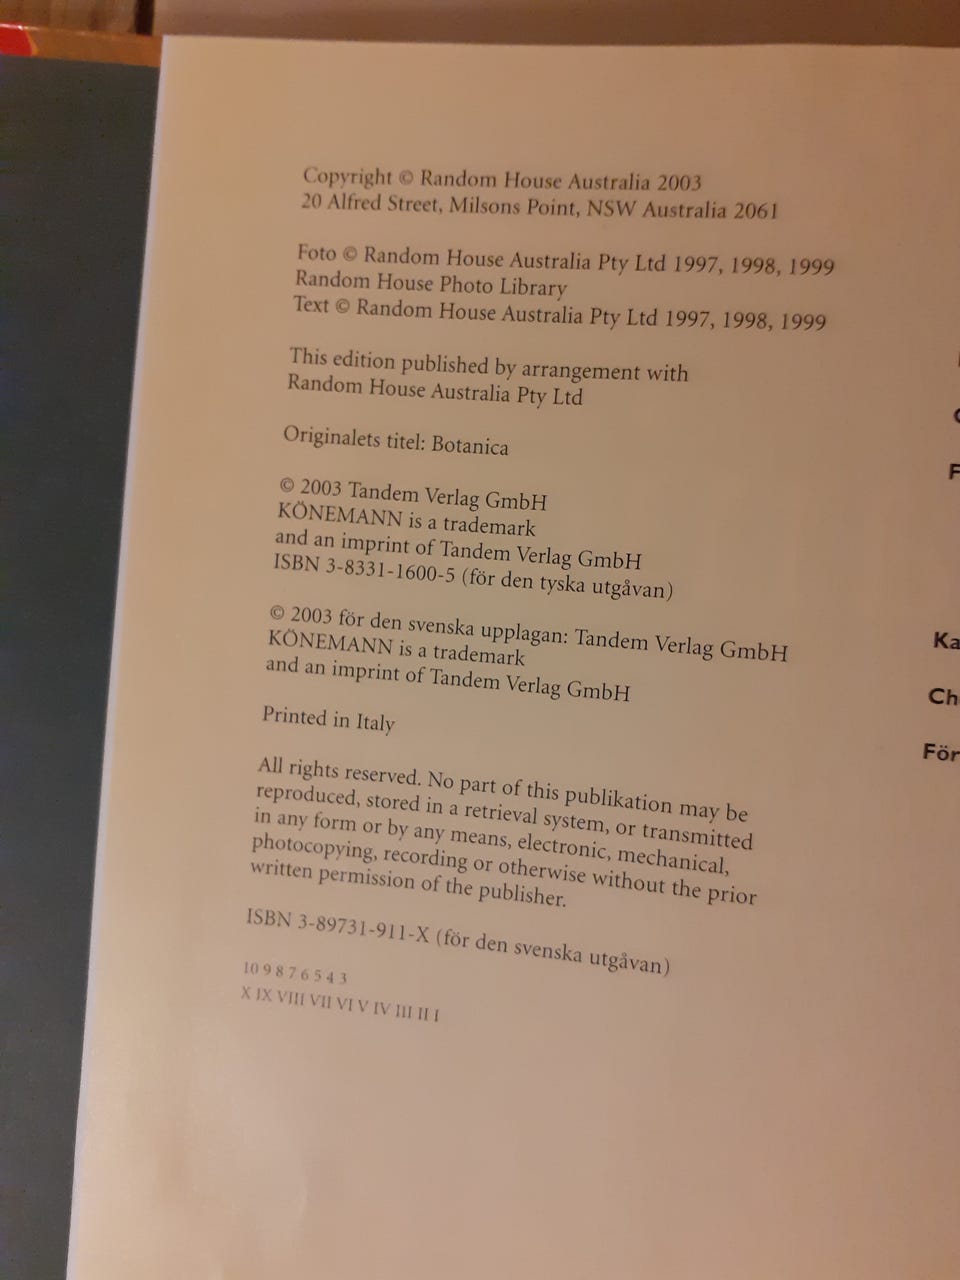 Copyright © Random House Australia 2003
20 Alfred Street, Milsons Point, NSW Australia 2061
Foto © Random House Australia Pty Ltd 1997, 1998, 1999
Random House Photo Library
Text © Random House Australia Pty Ltd 1997, 1998, 1999
This edition published by arrangement with
Random House Australia Pty Ltd
Originalets titel: Botanica
© 2003 Tandem Verlag GmbH
KÖNEMANN is a trademark
and an imprint of Tandem Verlag GmbH
ISBN 3-8331-1600-5 (för den tyska utgåvan)
© 2003 för den svenska upplagan: Tandem Verlag GmbH
KÖNEMANN is a trademark
and an imprint of Tandem Verlag GmbH
Printed in Italy
All rights reserved. No part of this publikation may be
reproduced, stored in a retrieval system, or transmitted
in any form or by any means, electronic, mechanical,
photocopying, recording or otherwise without the prior
written permission of the publisher.
ISBN 3-89731-911-X (för den svenska utgåvan)
10 9 8 7 6 5 4 3
X IX VIII VII VI V IV III II I
Ka
Ch
För